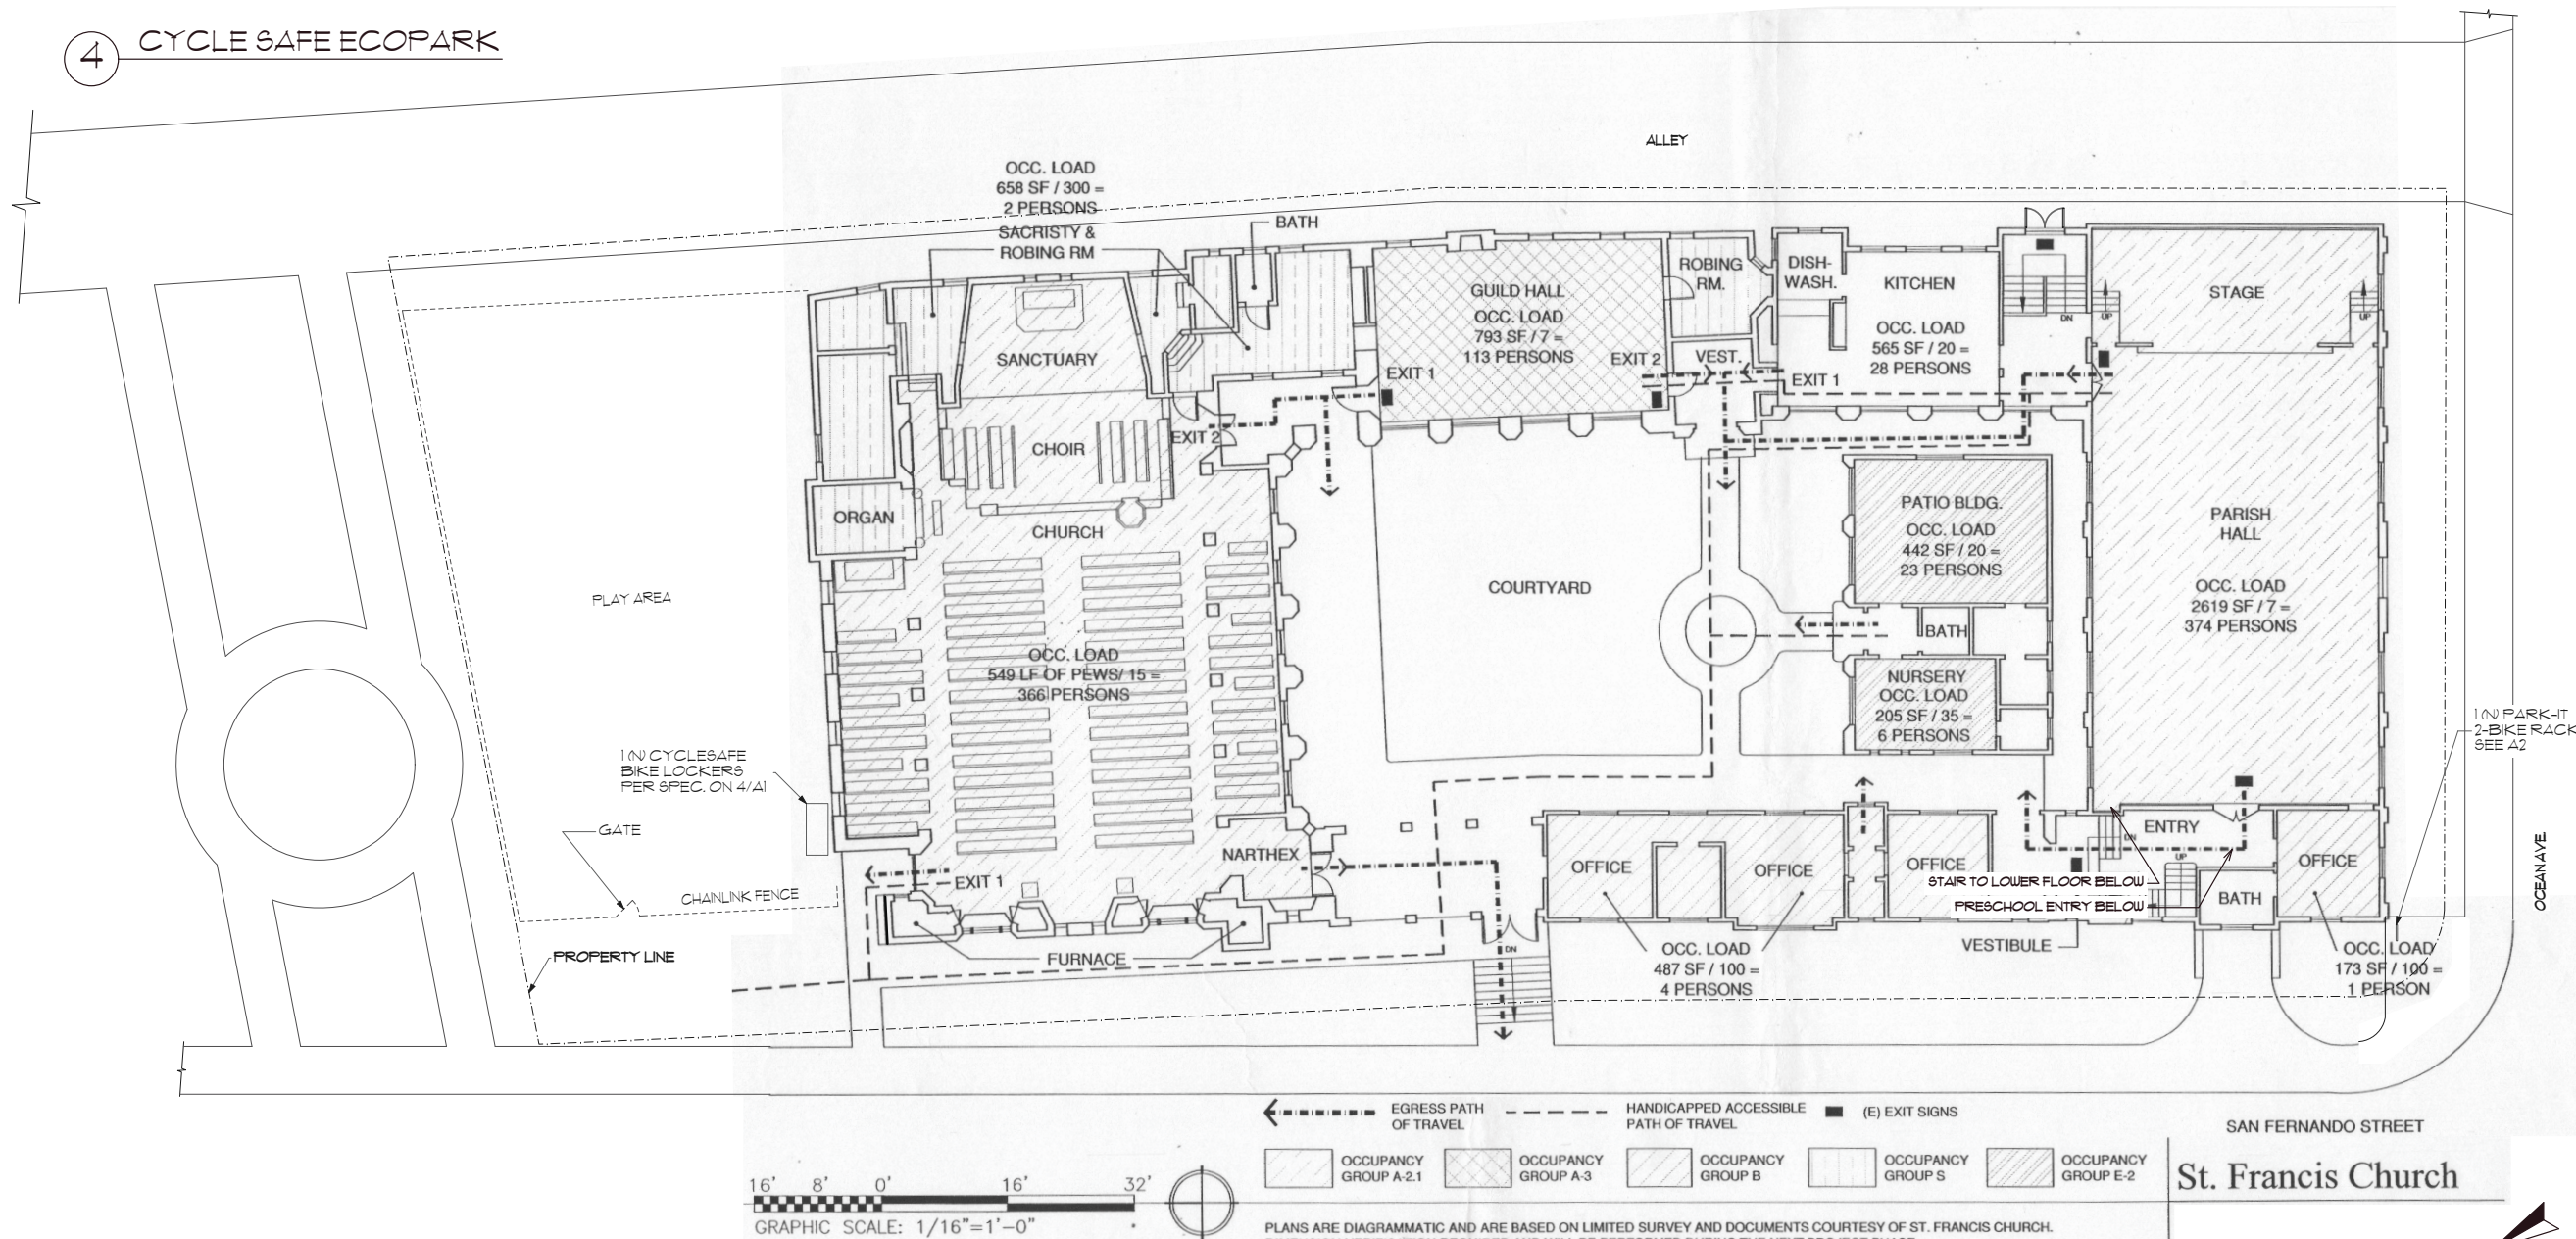 4 CYCLE SAFE ECOPARK
ALLEY
OCC. LOAD
658 SF / 300 =
2 PERSONS
SACRISTY &
ROBING RM
BATH
SANCTUARY
CHOIR
EXIT 2
ORGAN
CHURCH
OCC. LOAD
549 LF OF PEWS/ 15 =
366 PERSONS
NARTHEX
EXIT 1
FURNACE
GUILD HALL
OCC. LOAD
793 SF / 7 =
113 PERSONS
EXIT 1
EXIT 2
ROBING
RM.
VEST.
DISH-
WASH.
KITCHEN
OCC. LOAD
565 SF / 20 =
28 PERSONS
EXIT 1
DN
UP
STAGE
UP
PARISH
HALL
OCC. LOAD
2619 SF / 7 =
374 PERSONS
PATIO BLDG.
OCC. LOAD
442 SF / 20 =
23 PERSONS
BATH
NURSERY
OCC. LOAD
205 SF / 35 =
6 PERSONS
COURTYARD
PLAY AREA
1 (N) CYCLESAFE
BIKE LOCKERS
PER SPEC. ON 4/A1
GATE
CHAINLINK FENCE
PROPERTY LINE
1 (N) PARK-IT
2-BIKE RACK
SEE A2
OCEAN AVE.
OFFICE
OFFICE
OFFICE
ENTRY
DN
UP
OFFICE
STAIR TO LOWER FLOOR BELOW
PRESCHOOL ENTRY BELOW
BATH
VESTIBULE
DN
OCC. LOAD
487 SF / 100 =
4 PERSONS
OCC. LOAD
173 SF / 100 =
1 PERSON
EGRESS PATH
OF TRAVEL
HANDICAPPED ACCESSIBLE
PATH OF TRAVEL
(E) EXIT SIGNS
SAN FERNANDO STREET
OCCUPANCY
GROUP A-2.1
OCCUPANCY
GROUP A-3
OCCUPANCY
GROUP B
OCCUPANCY
GROUP S
OCCUPANCY
GROUP E-2
St. Francis Church
16' 8' 0' 16' 32'
GRAPHIC SCALE: 1/16"=1'-0"
PLANS ARE DIAGRAMMATIC AND ARE BASED ON LIMITED SURVEY AND DOCUMENTS COURTESY OF ST. FRANCIS CHURCH.